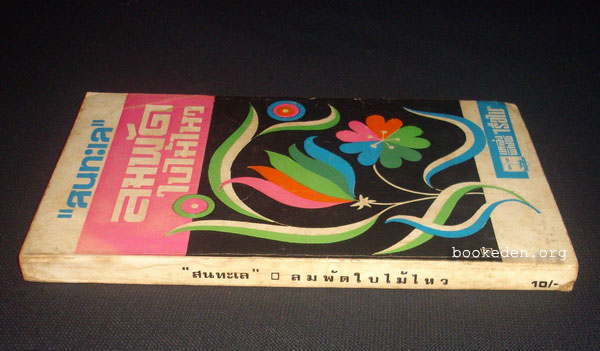 "สนทะเล"
ลมพัด
ใบไม้ไหว
bookeden.org
"สนทะเล" □ ลมพัดใบไม้ไหว
10/-